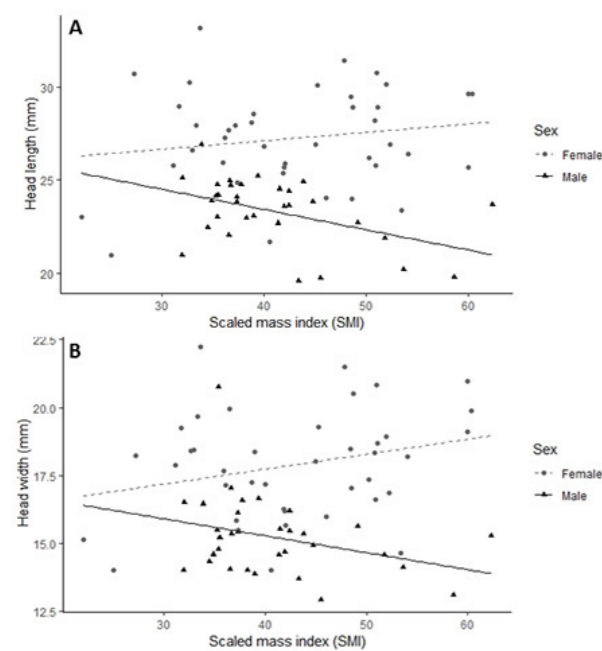 A
Head length (mm)
30
25
20
30
40
50
60
Scaled mass index (SMI)
Sex
Female
Male
B
Head width (mm)
22.5
20.0
17.5
15.0
12.5
30
40
50
60
Scaled mass index (SMI)
Sex
Female
Male